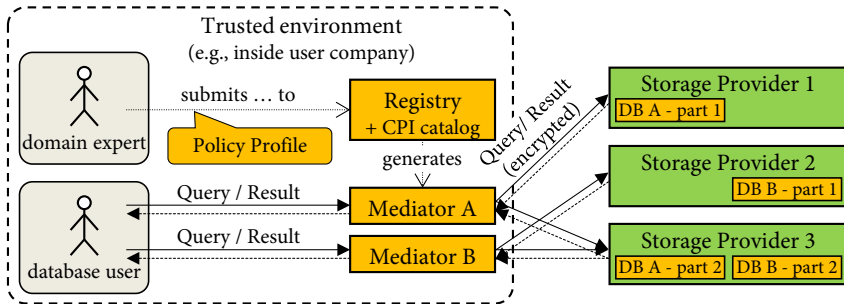 Trusted environment
(e.g., inside user company)
domain expert
submits … to
Policy Profile
Registry
+ CPI catalog
generates
Query/ Result
(encrypted)
Storage Provider 1
DB A - part 1
Storage Provider 2
DB B - part 1
Storage Provider 3
DB A - part 2
DB B - part 2
Query / Result
Mediator A
Query / Result
Mediator B
database user